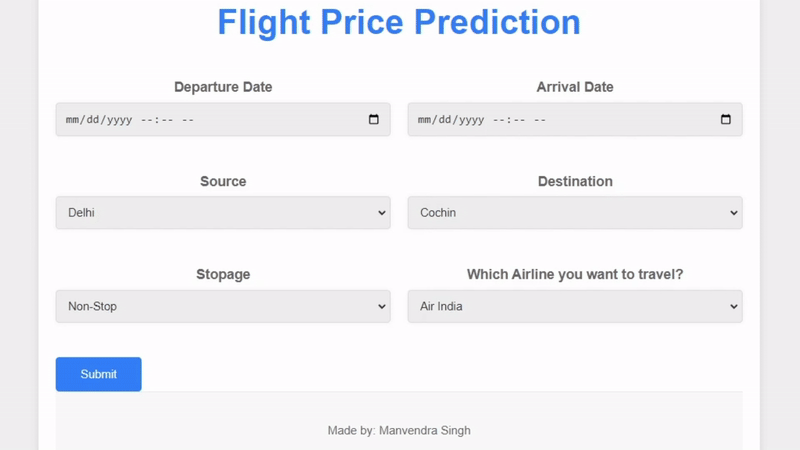 Flight Price Prediction
Departure Date Arrival Date
mm/dd/yyyy --:-- -- mm/dd/yyyy --:-- --
Source Destination
Delhi Cochin
Stopage Which Airline you want to travel?
Non-Stop Air India
Submit
Made by: Manvendra Singh